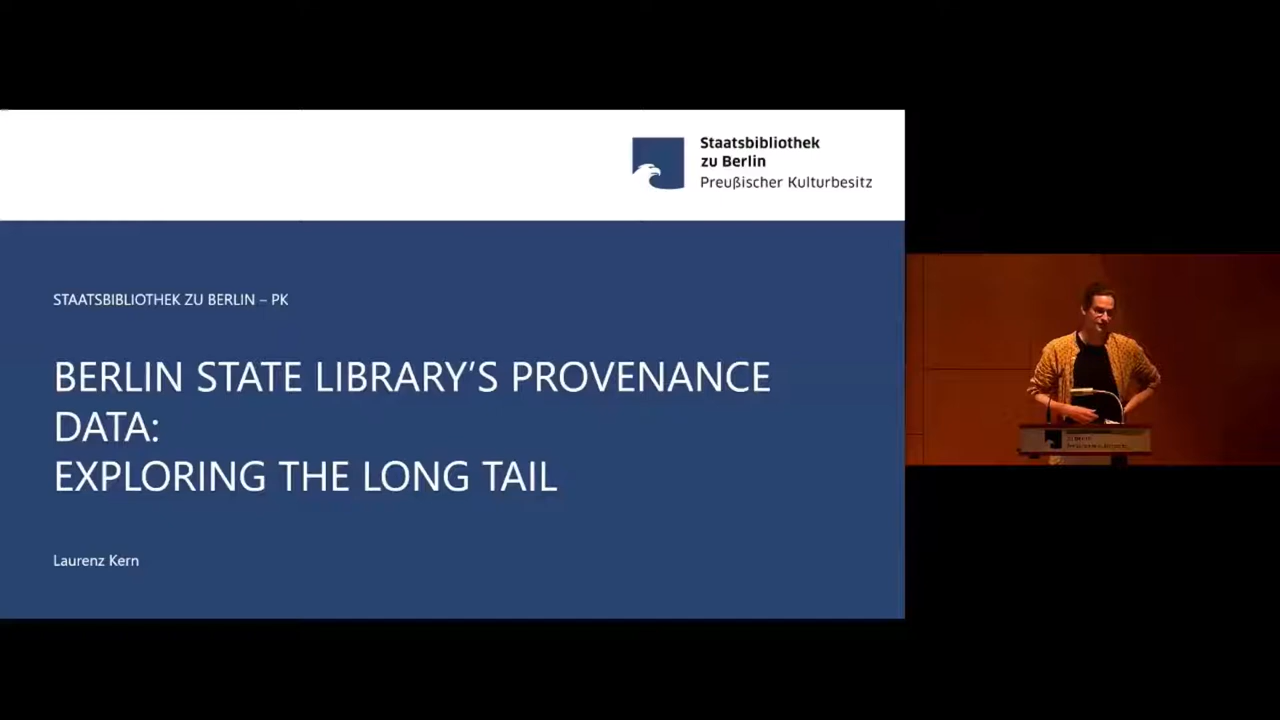 Staatsbibliothek
zu Berlin
Preußischer Kulturbesitz
STAATSBIBLIOTHEK ZU BERLIN – PK
BERLIN STATE LIBRARY’S PROVENANCE
DATA:
EXPLORING THE LONG TAIL
Laurenz Kern